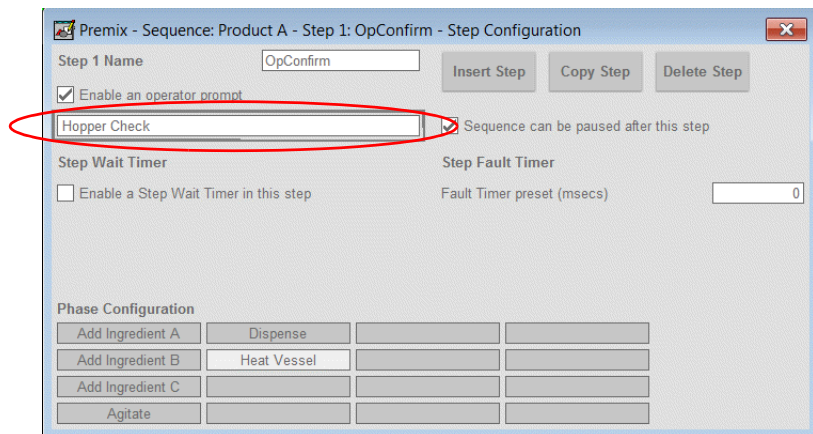 Premix - Sequence: Product A - Step 1: OpConfirm - Step Configuration
Step 1 Name OpConfirm Insert Step Copy Step Delete Step
Enable an operator prompt
Hopper Check Sequence can be paused after this step
Step Wait Timer Step Fault Timer
Enable a Step Wait Timer in this step Fault Timer preset (msecs) 0
Phase Configuration
Add Ingredient A Dispense
Add Ingredient B Heat Vessel
Add Ingredient C
Agitate